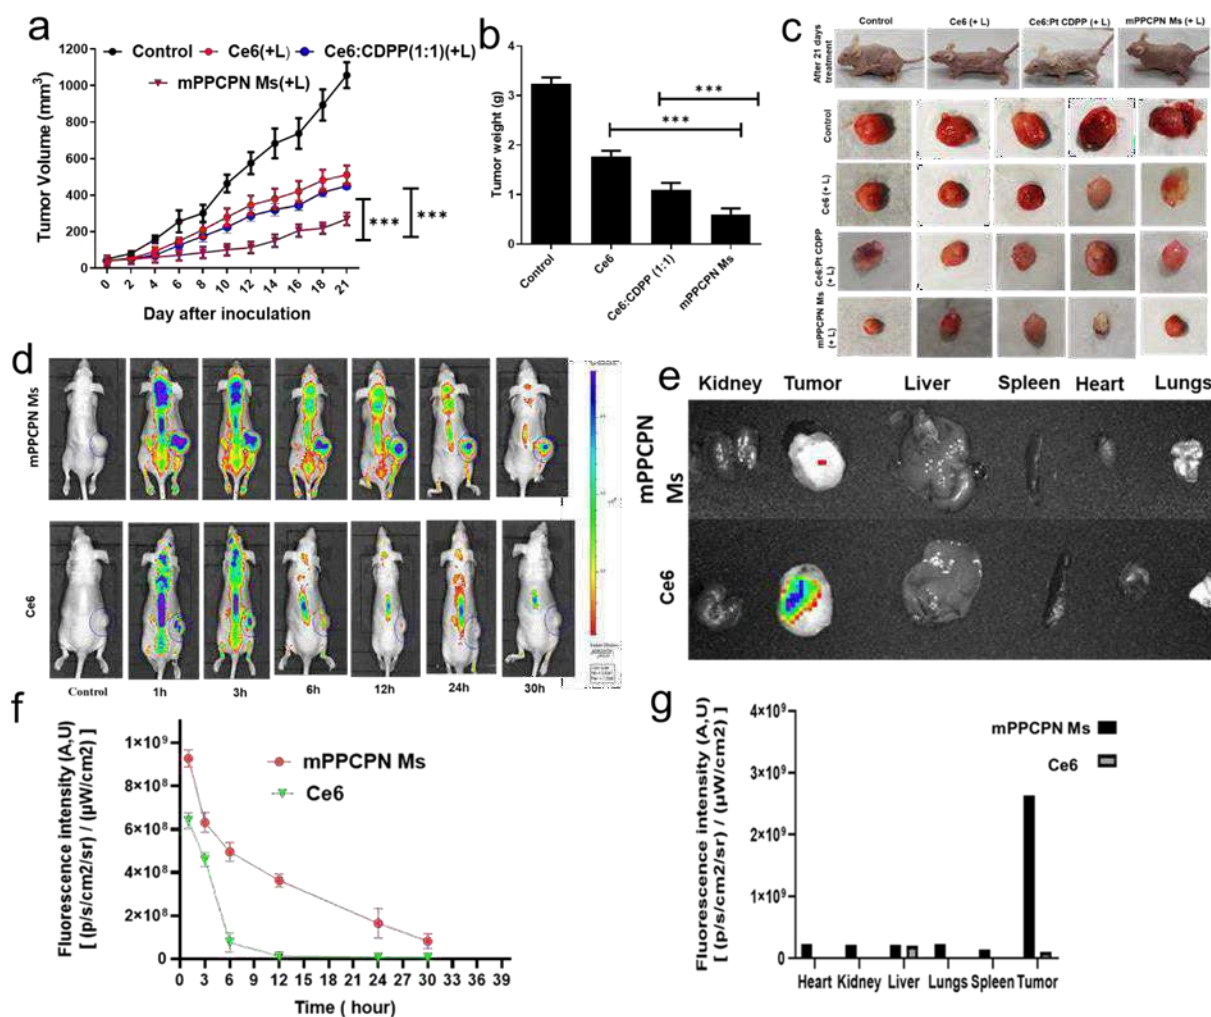 a
Control
Ce6(+L)
Ce6:CDPP(1:1)(+L)
mPPCPN Ms(+L)
Tumor Volume (mm³)
1200
1000
800
600
400
200
0
0 2 4 6 8 10 12 14 16 18 21
Day after inoculation
***
***
b
Tumor weight (g)
4
3
2
1
0
***
***
Control
Ce6
Ce6:CDPP (1:1)
mPPCPN Ms
c
Control
Ce6 (+ L)
Ce6:Pt CDPP (+ L)
mPPCPN Ms (+ L)
After 21 days
treatment
Control
Ce6 (+ L)
Ce6:Pt CDPP
(+ L)
mPPCPN Ms
(+ L)
d
mPPCPN Ms
Ce6
Control 1h 3h 6h 12h 24h 30h
e
Kidney Tumor Liver Spleen Heart Lungs
mPPCPN
Ms
Ce6
f
Fluorescence intensity (A,U)
[ (p/s/cm2/sr) / (µW/cm2) ]
1×10⁹
8×10⁸
6×10⁸
4×10⁸
2×10⁸
0
mPPCPN Ms
Ce6
0 3 6 9 12 15 18 21 24 27 30 33 36 39
Time ( hour)
g
Fluorescence intensity (A,U)
[ (p/s/cm2/sr) / (µW/cm2) ]
4×10⁹
3×10⁹
2×10⁹
1×10⁹
0
mPPCPN Ms
Ce6
Heart Kidney Liver Lungs Spleen Tumor